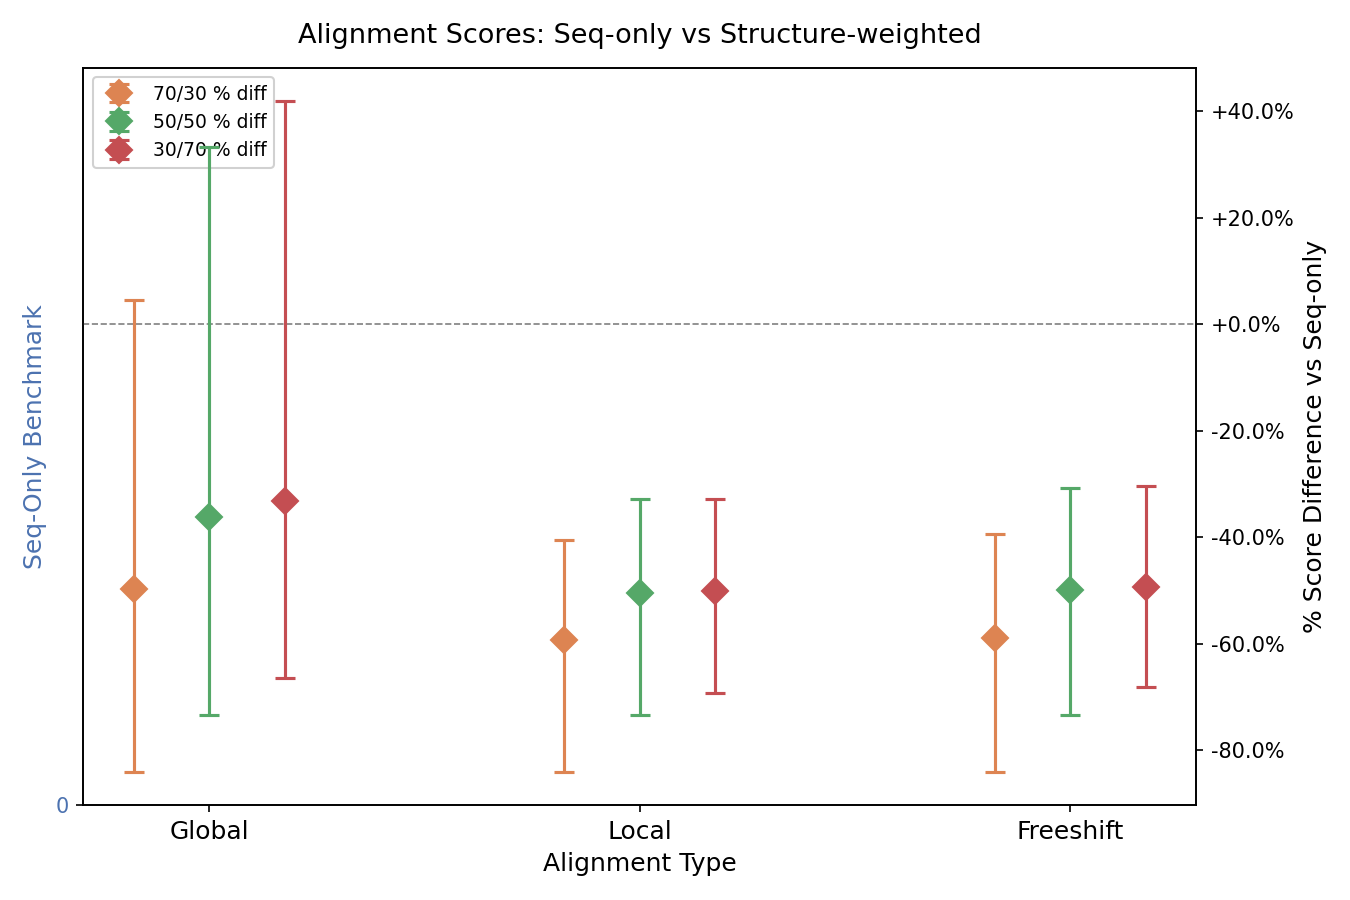 Alignment Scores: Seq-only vs Structure-weighted
70/30 % diff
50/50 % diff
30/70 % diff
Seq-Only Benchmark
0
+40.0%
+20.0%
+0.0%
-20.0%
-40.0%
-60.0%
-80.0%
% Score Difference vs Seq-only
Global
Local
Freeshift
Alignment Type